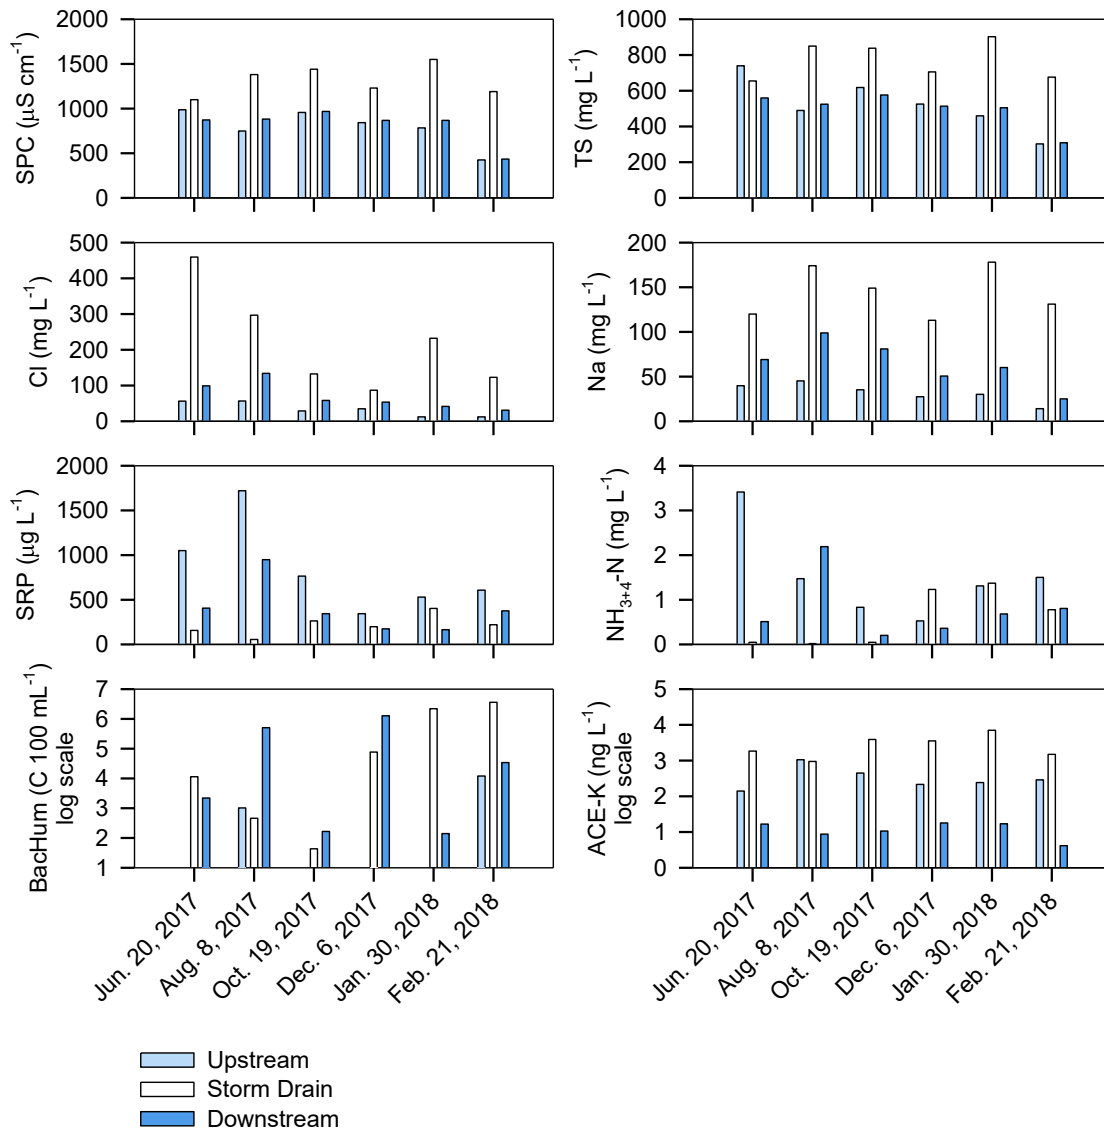 SPC (μS cm⁻¹)
2000
1500
1000
500
0
TS (mg L⁻¹)
1000
800
600
400
200
0
Cl (mg L⁻¹)
500
400
300
200
100
0
Na (mg L⁻¹)
200
150
100
50
0
SRP (μg L⁻¹)
2000
1500
1000
500
0
NH₃₊₄-N (mg L⁻¹)
4
3
2
1
0
BacHum (C 100 mL⁻¹)
log scale
7
6
5
4
3
2
1
Jun. 20, 2017
Aug. 8, 2017
Oct. 19, 2017
Dec. 6, 2017
Jan. 30, 2018
Feb. 21, 2018
ACE-K (ng L⁻¹)
log scale
5
4
3
2
1
0
Jun. 20, 2017
Aug. 8, 2017
Oct. 19, 2017
Dec. 6, 2017
Jan. 30, 2018
Feb. 21, 2018
Upstream
Storm Drain
Downstream